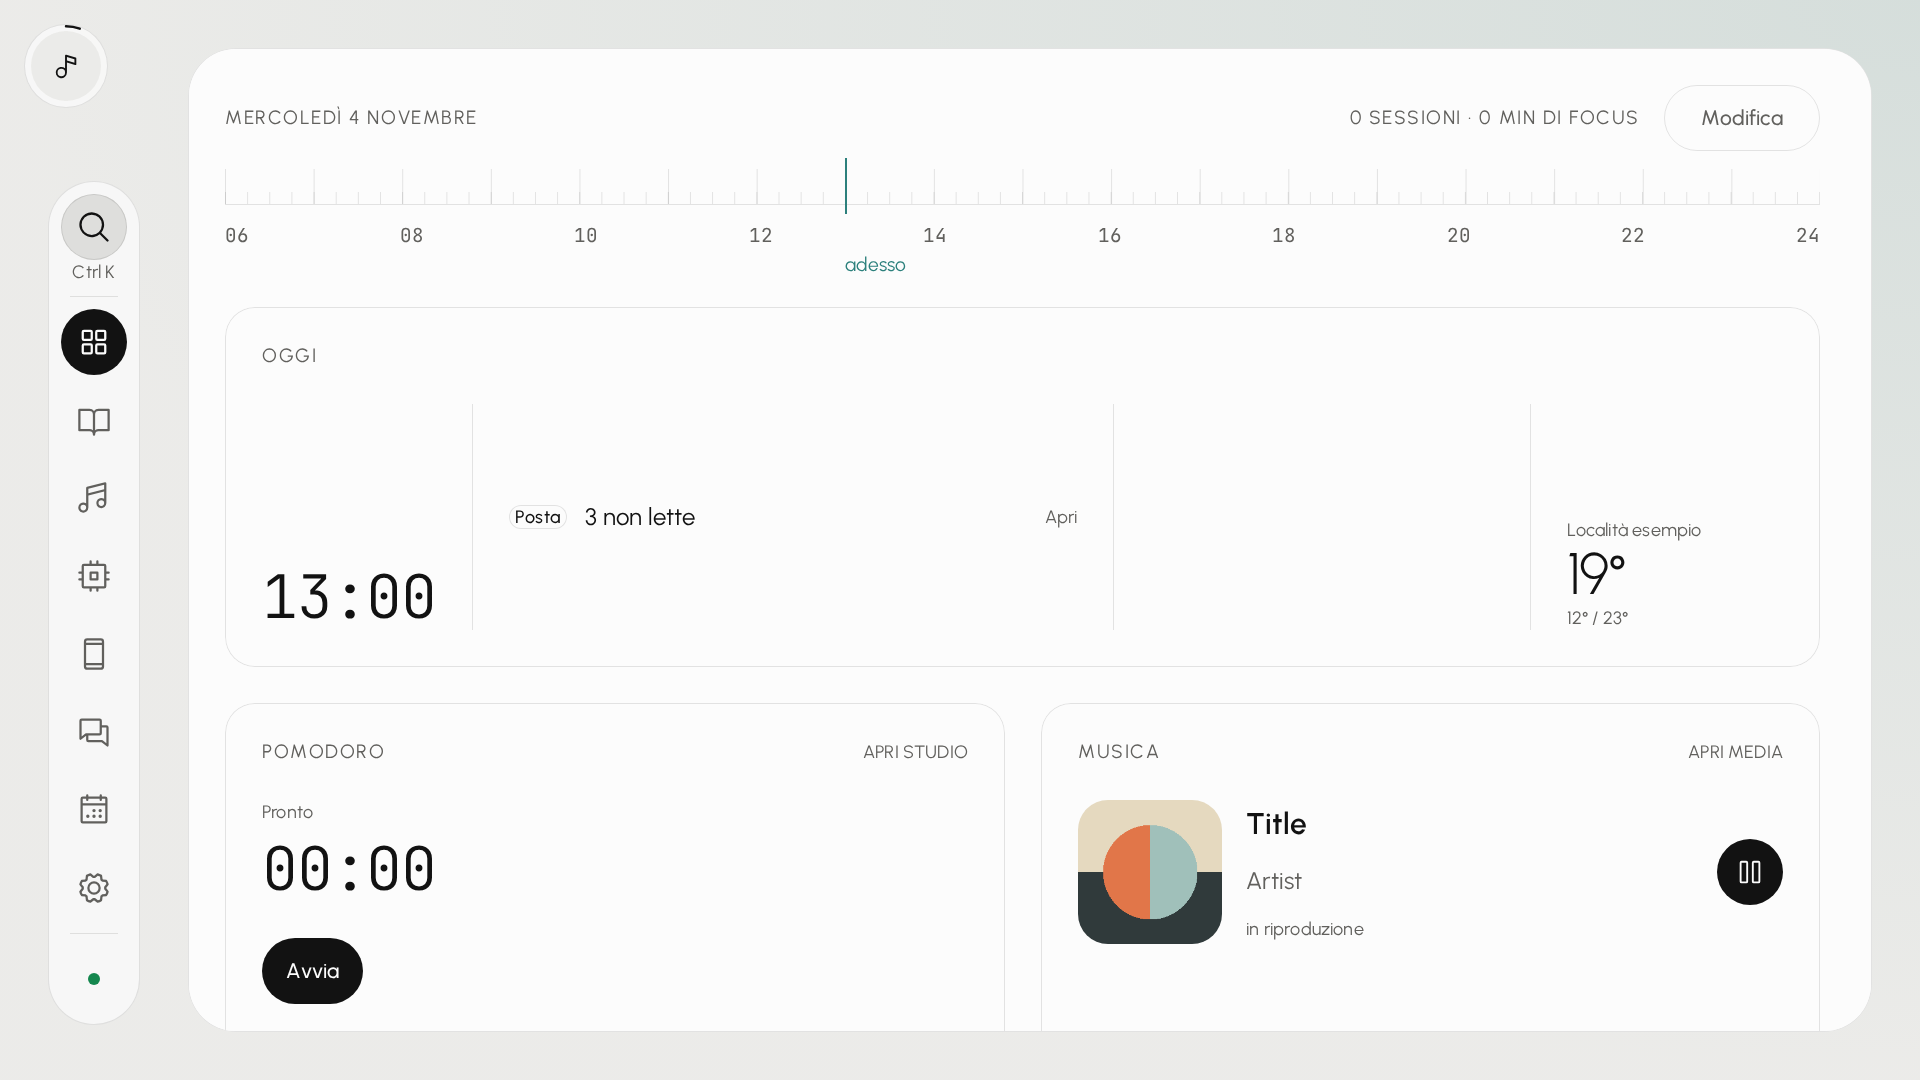 MERCOLEDÌ 4 NOVEMBRE
0 SESSIONI · 0 MIN DI FOCUS
Modifica
06 08 10 12 14 16 18 20 22 24
adesso
Ctrl K
OGGI
13:00
Posta 3 non lette Apri
Località esempio
19°
12° / 23°
POMODORO
APRI STUDIO
Pronto
00:00
Avvia
MUSICA
APRI MEDIA
Title
Artist
in riproduzione